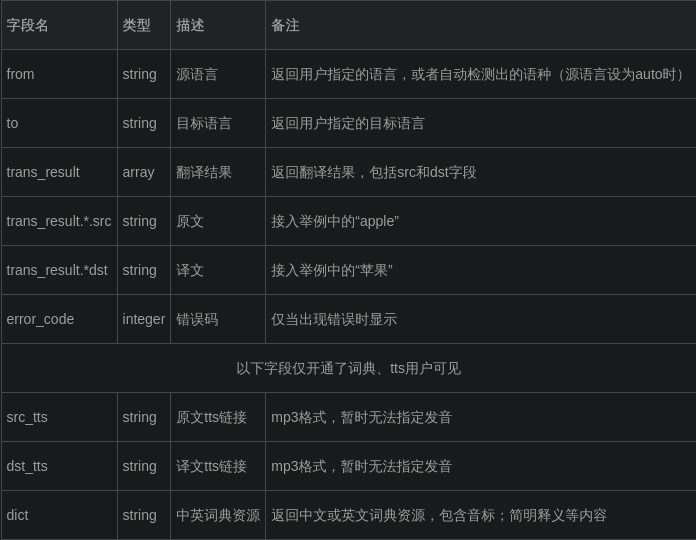 字段名 类型 描述 备注
from string 源语言 返回用户指定的语言，或者自动检测出的语种（源语言设为auto时）
to string 目标语言 返回用户指定的目标语言
trans_result array 翻译结果 返回翻译结果，包括src和dst字段
trans_result.*.src string 原文 接入举例中的“apple”
trans_result.*dst string 译文 接入举例中的“苹果”
error_code integer 错误码 仅当出现错误时显示
以下字段仅开通了词典、tts用户可见
src_tts string 原文tts链接 mp3格式，暂时无法指定发音
dst_tts string 译文tts链接 mp3格式，暂时无法指定发音
dict string 中英词典资源 返回中文或英文词典资源，包含音标；简明释义等内容